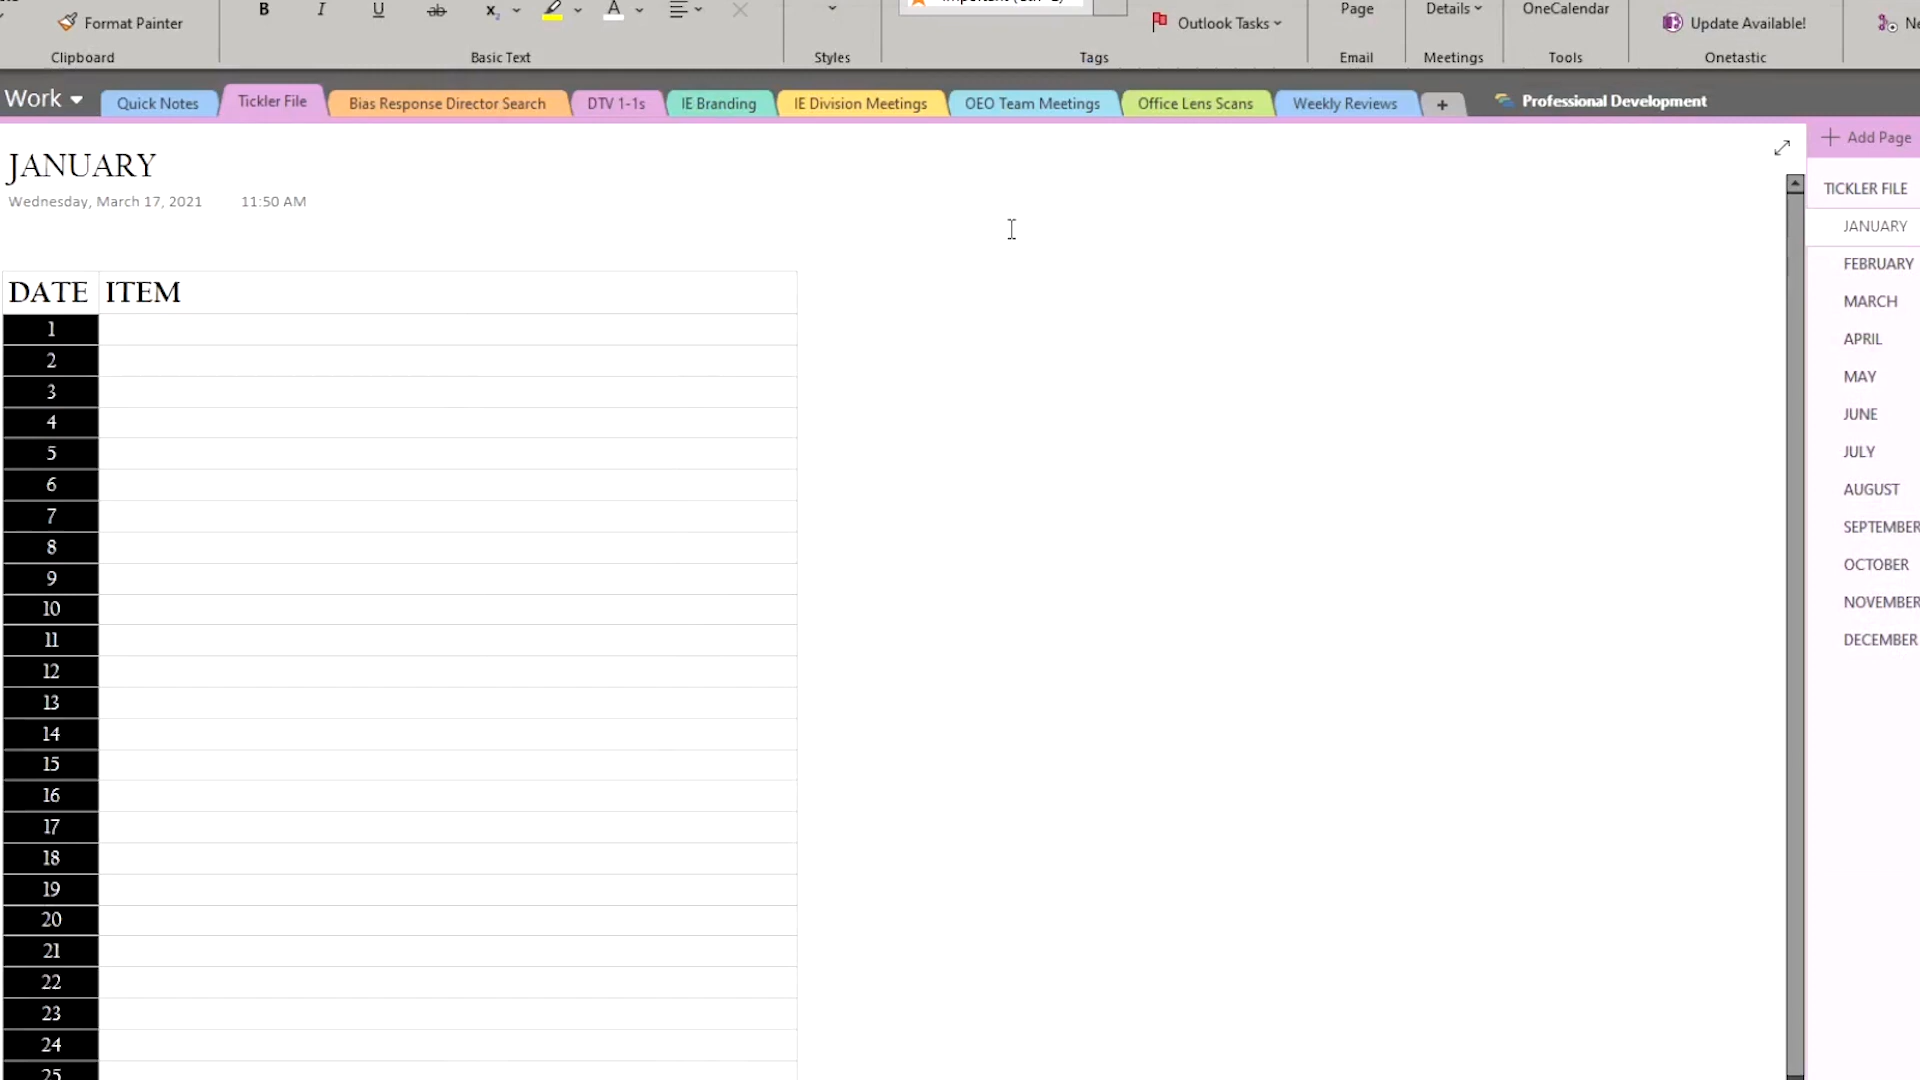 Format Painter
Clipboard
B I U ab x
Basic Text
Styles
Tags
Outlook Tasks
Page
Email
Details
Meetings
OneCalendar
Tools
Update Available!
Onetastic
Work
Quick Notes
Tickler File
Bias Response Director Search
DTV 1-1s
IE Branding
IE Division Meetings
OEO Team Meetings
Office Lens Scans
Weekly Reviews
Professional Development
JANUARY
Wednesday, March 17, 2021 11:50 AM
DATE ITEM
1
2
3
4
5
6
7
8
9
10
11
12
13
14
15
16
17
18
19
20
21
22
23
24
25
Add Page
TICKLER FILE
JANUARY
FEBRUARY
MARCH
APRIL
MAY
JUNE
JULY
AUGUST
SEPTEMBER
OCTOBER
NOVEMBER
DECEMBER